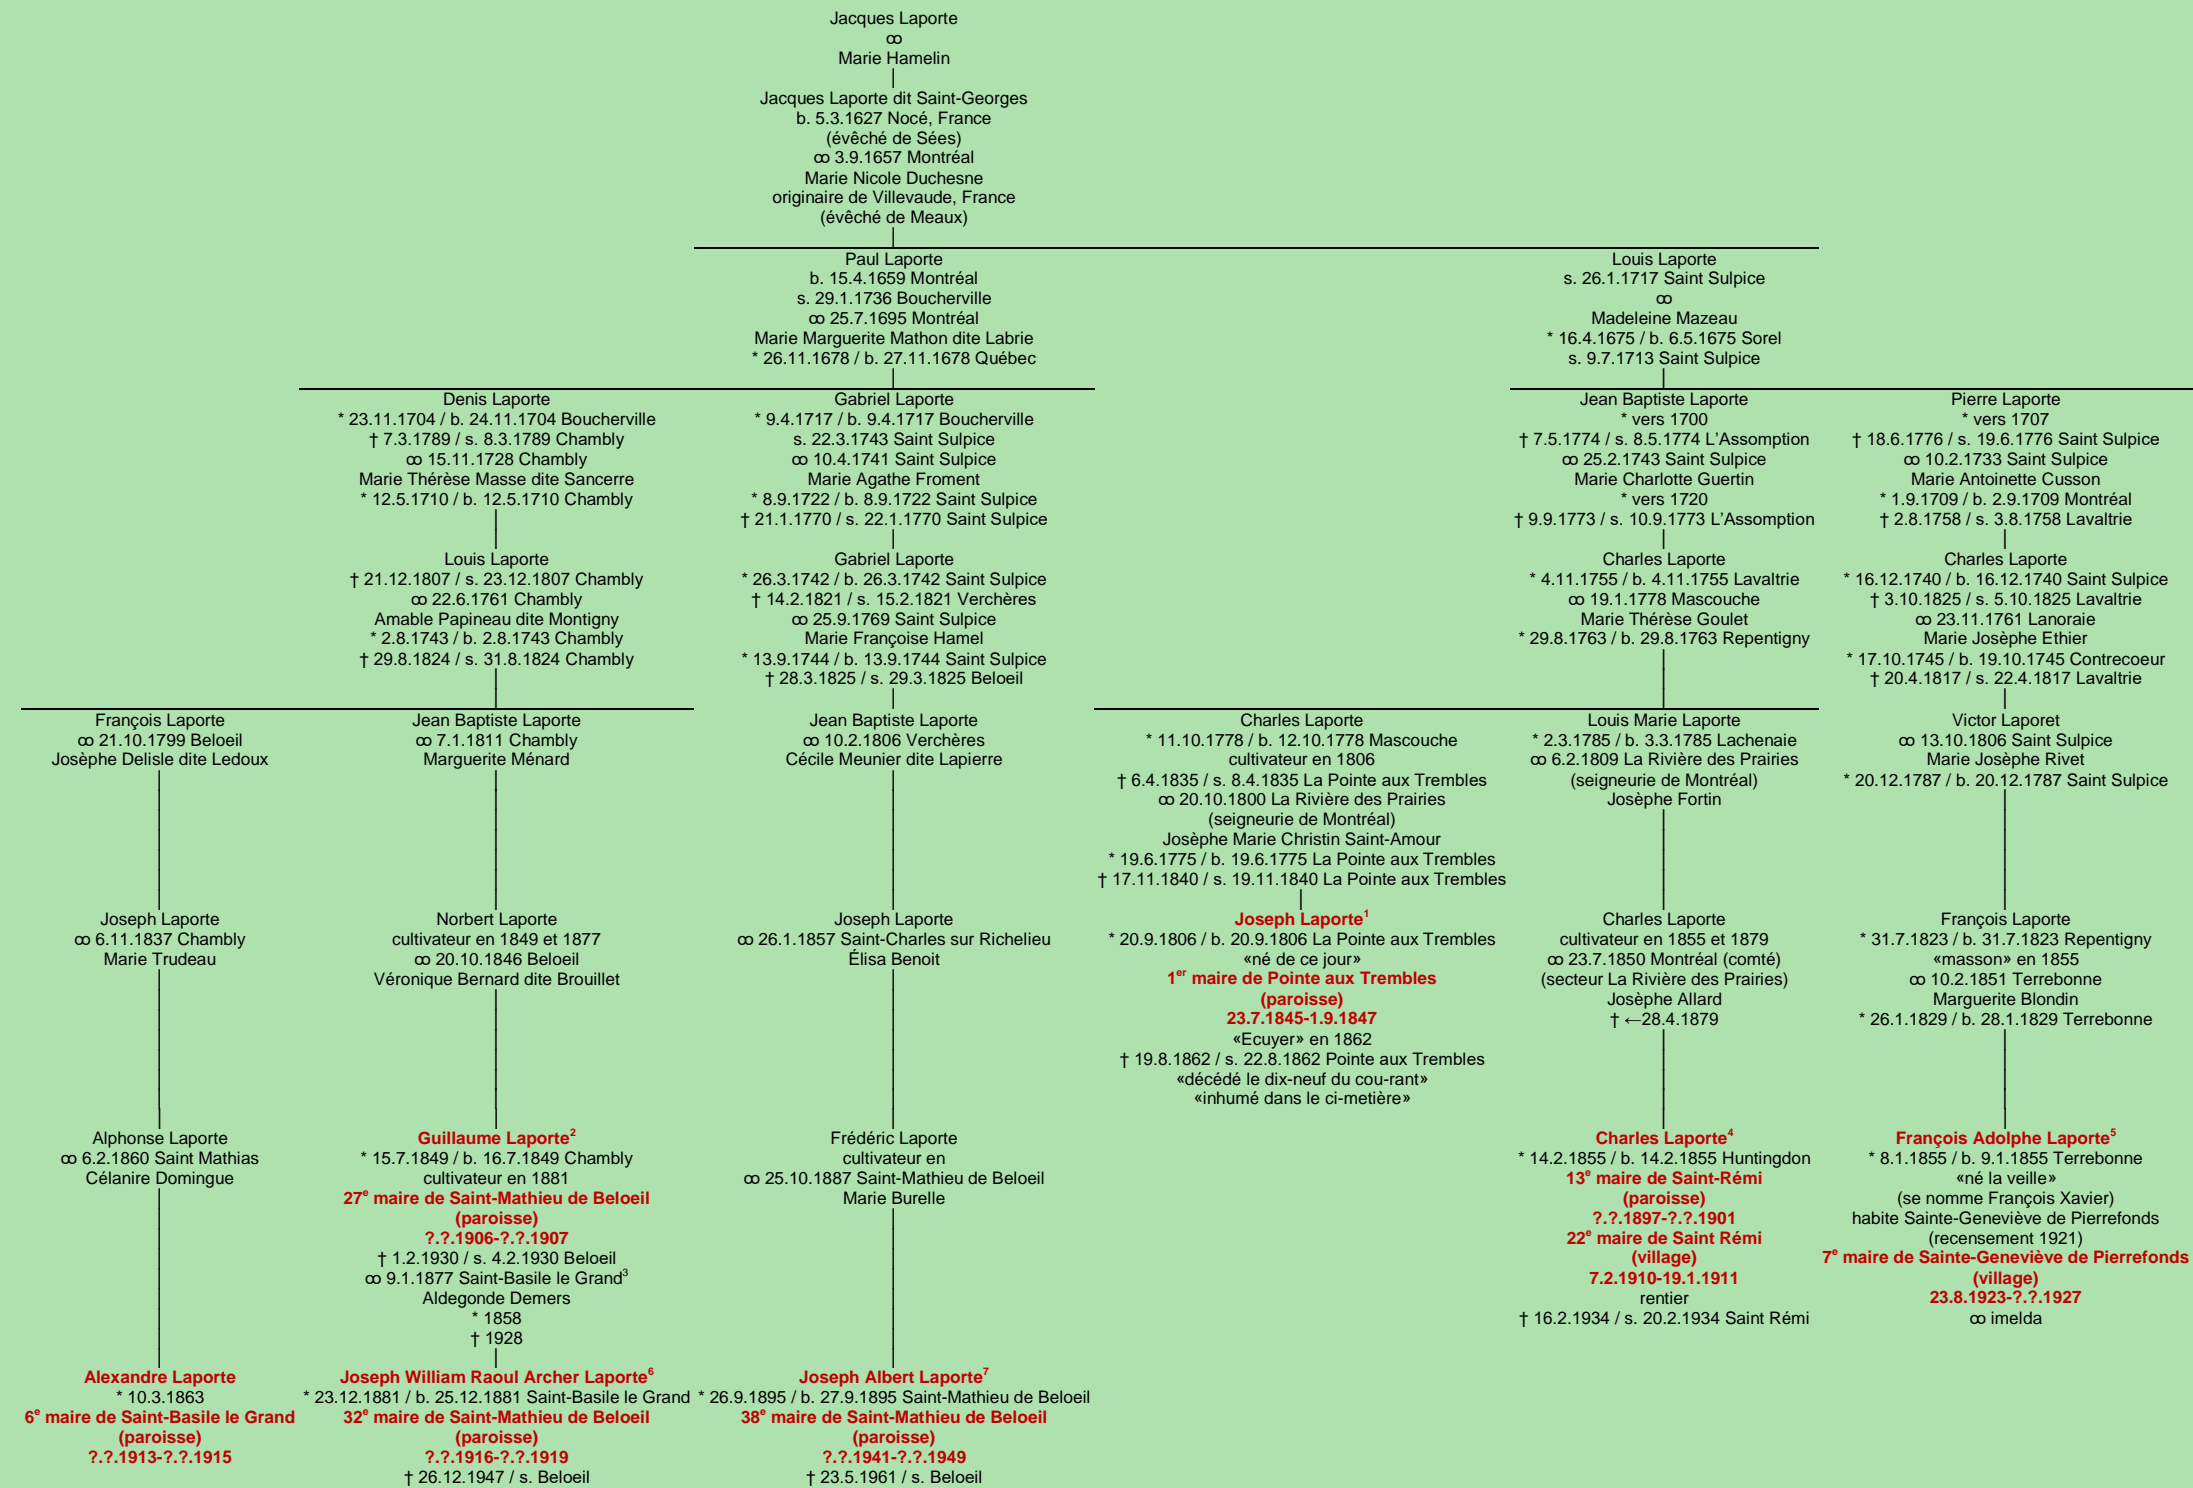 Jacques Laporte
∞
Marie Hamelin
Jacques Laporte dit Saint-Georges
b. 5.3.1627 Nocé, France
(évêché de Sées)
∞ 3.9.1657 Montréal
Marie Nicole Duchesne
originaire de Villevaude, France
(évêché de Meaux)
Paul Laporte
b. 15.4.1659 Montréal
s. 29.1.1736 Boucherville
∞ 25.7.1695 Montréal
Marie Marguerite Mathon dite Labrie
* 26.11.1678 / b. 27.11.1678 Québec
Louis Laporte
s. 26.1.1717 Saint Sulpice
∞
Madeleine Mazeau
* 16.4.1675 / b. 6.5.1675 Sorel
s. 9.7.1713 Saint Sulpice
Denis Laporte
* 23.11.1704 / b. 24.11.1704 Boucherville
† 7.3.1789 / s. 8.3.1789 Chambly
∞ 15.11.1728 Chambly
Marie Thérèse Masse dite Sancerre
* 12.5.1710 / b. 12.5.1710 Chambly
Gabriel Laporte
* 9.4.1717 / b. 9.4.1717 Boucherville
s. 22.3.1743 Saint Sulpice
∞ 10.4.1741 Saint Sulpice
Marie Agathe Froment
* 8.9.1722 / b. 8.9.1722 Saint Sulpice
† 21.1.1770 / s. 22.1.1770 Saint Sulpice
Jean Baptiste Laporte
* vers 1700
† 7.5.1774 / s. 8.5.1774 L'Assomption
∞ 25.2.1743 Saint Sulpice
Marie Charlotte Guertin
* vers 1720
† 9.9.1773 / s. 10.9.1773 L'Assomption
Pierre Laporte
* vers 1707
† 18.6.1776 / s. 19.6.1776 Saint Sulpice
∞ 10.2.1733 Saint Sulpice
Marie Antoinette Cusson
* 1.9.1709 / b. 2.9.1709 Montréal
† 2.8.1758 / s. 3.8.1758 Lavaltrie
Louis Laporte
† 21.12.1807 / s. 23.12.1807 Chambly
∞ 22.6.1761 Chambly
Amable Papineau dite Montigny
* 2.8.1743 / b. 2.8.1743 Chambly
† 29.8.1824 / s. 31.8.1824 Chambly
Gabriel Laporte
* 26.3.1742 / b. 26.3.1742 Saint Sulpice
† 14.2.1821 / s. 15.2.1821 Verchères
∞ 25.9.1769 Saint Sulpice
Marie Françoise Hamel
* 13.9.1744 / b. 13.9.1744 Saint Sulpice
† 28.3.1825 / s. 29.3.1825 Beloeil
Charles Laporte
* 4.11.1755 / b. 4.11.1755 Lavaltrie
∞ 19.1.1778 Mascouche
Marie Thérèse Goulet
* 29.8.1763 / b. 29.8.1763 Repentigny
Charles Laporte
* 16.12.1740 / b. 16.12.1740 Saint Sulpice
† 3.10.1825 / s. 5.10.1825 Lavaltrie
∞ 23.11.1761 Lanoraie
Marie Josèphe Ethier
* 17.10.1745 / b. 19.10.1745 Contrecoeur
† 20.4.1817 / s. 22.4.1817 Lavaltrie
François Laporte
∞ 21.10.1799 Beloeil
Josèphe Delisle dite Ledoux
Jean Baptiste Laporte
∞ 7.1.1811 Chambly
Marguerite Ménard
Jean Baptiste Laporte
∞ 10.2.1806 Verchères
Cécile Meunier dite Lapierre
Charles Laporte
* 11.10.1778 / b. 12.10.1778 Mascouche
cultivateur en 1806
† 6.4.1835 / s. 8.4.1835 La Pointe aux Trembles
∞ 20.10.1800 La Rivière des Prairies
(seigneurie de Montréal)
Josèphe Marie Christin Saint-Amour
* 19.6.1775 / b. 19.6.1775 La Pointe aux Trembles
† 17.11.1840 / s. 19.11.1840 La Pointe aux Trembles
Louis Marie Laporte
* 2.3.1785 / b. 3.3.1785 Lachenaie
∞ 6.2.1809 La Rivière des Prairies
(seigneurie de Montréal)
Josèphe Fortin
Victor Laporet
∞ 13.10.1806 Saint Sulpice
Marie Josèphe Rivet
* 20.12.1787 / b. 20.12.1787 Saint Sulpice
Joseph Laporte
∞ 6.11.1837 Chambly
Marie Trudeau
Norbert Laporte
cultivateur en 1849 et 1877
∞ 20.10.1846 Beloeil
Véronique Bernard dite Brouillet
Joseph Laporte
∞ 26.1.1857 Saint-Charles sur Richelieu
Élisa Benoit
Joseph Laporte¹
* 20.9.1806 / b. 20.9.1806 La Pointe aux Trembles
«né de ce jour»
1er maire de Pointe aux Trembles
(paroisse)
23.7.1845-1.9.1847
«Ecuyer» en 1862
† 19.8.1862 / s. 22.8.1862 Pointe aux Trembles
«décédé le dix-neuf du cou-rant»
«inhumé dans le ci-metière»
Charles Laporte
cultivateur en 1855 et 1879
∞ 23.7.1850 Montréal (comté)
(secteur La Rivière des Prairies)
Josèphe Allard
† ←28.4.1879
François Laporte
* 31.7.1823 / b. 31.7.1823 Repentigny
«masson» en 1855
∞ 10.2.1851 Terrebonne
Marguerite Blondin
* 26.1.1829 / b. 28.1.1829 Terrebonne
Alphonse Laporte
∞ 6.2.1860 Saint Mathias
Célanire Domingue
Guillaume Laporte²
* 15.7.1849 / b. 16.7.1849 Chambly
cultivateur en 1881
27e maire de Saint-Mathieu de Beloeil
(paroisse)
?.?.1906-?.?.1907
† 1.2.1930 / s. 4.2.1930 Beloeil
∞ 9.1.1877 Saint-Basile le Grand³
Aldegonde Demers
* 1858
† 1928
Frédéric Laporte
cultivateur en
∞ 25.10.1887 Saint-Mathieu de Beloeil
Marie Burelle
Charles Laporte⁴
* 14.2.1855 / b. 14.2.1855 Huntingdon
13e maire de Saint-Rémi
(paroisse)
?.?.1897-?.?.1901
22e maire de Saint Rémi
(village)
7.2.1910-19.1.1911
rentier
† 16.2.1934 / s. 20.2.1934 Saint Rémi
François Adolphe Laporte⁵
* 8.1.1855 / b. 9.1.1855 Terrebonne
«né la veille»
(se nomme François Xavier)
habite Sainte-Geneviève de Pierrefonds
(recensement 1921)
7e maire de Sainte-Geneviève de Pierrefonds
(village)
23.8.1923-?.?.1927
∞ imelda
Alexandre Laporte
* 10.3.1863
6e maire de Saint-Basile le Grand
(paroisse)
?.?.1913-?.?.1915
Joseph William Raoul Archer Laporte⁶
* 23.12.1881 / b. 25.12.1881 Saint-Basile le Grand
32e maire de Saint-Mathieu de Beloeil
(paroisse)
?.?.1916-?.?.1919
† 26.12.1947 / s. Beloeil
Joseph Albert Laporte⁷
* 26.9.1895 / b. 27.9.1895 Saint-Mathieu de Beloeil
38e maire de Saint-Mathieu de Beloeil
(paroisse)
?.?.1941-?.?.1949
† 23.5.1961 / s. Beloeil